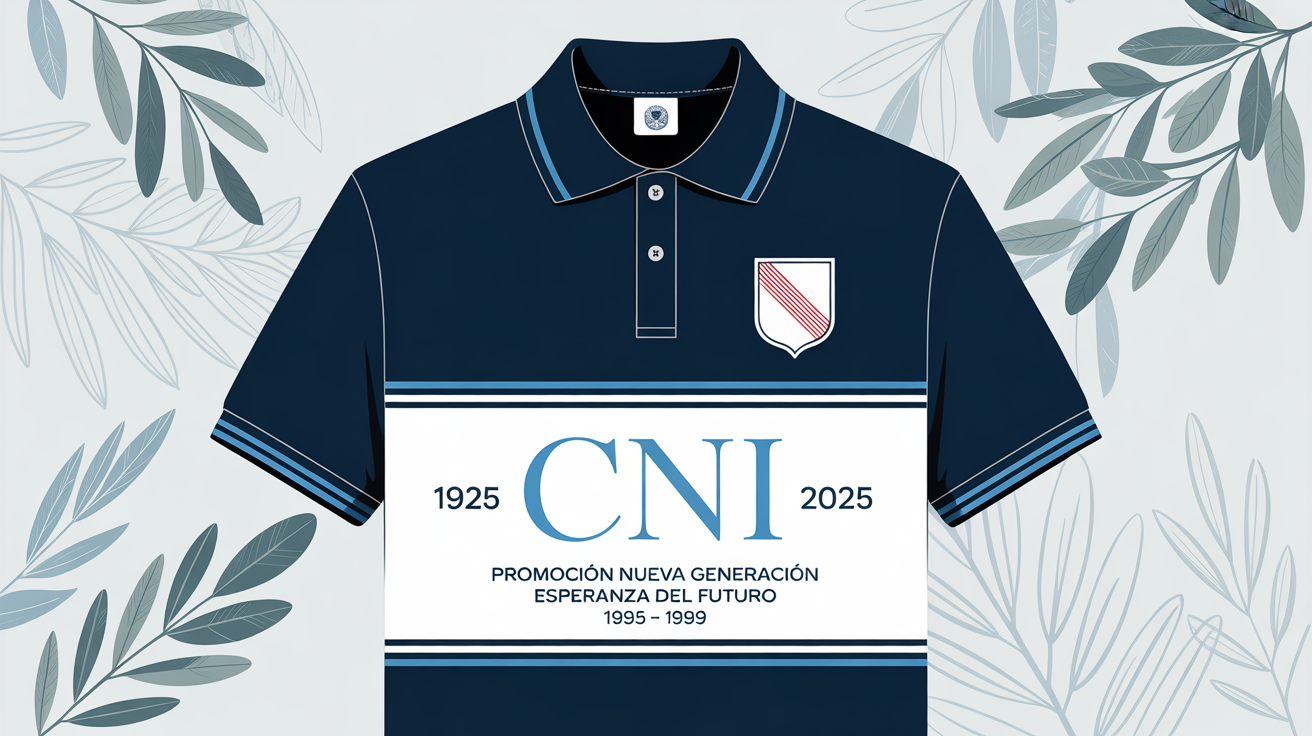 1925 CNI 2025
PROMOCIÓN NUEVA GENERACIÓN
ESPERANZA DEL FUTURO
1995 – 1999